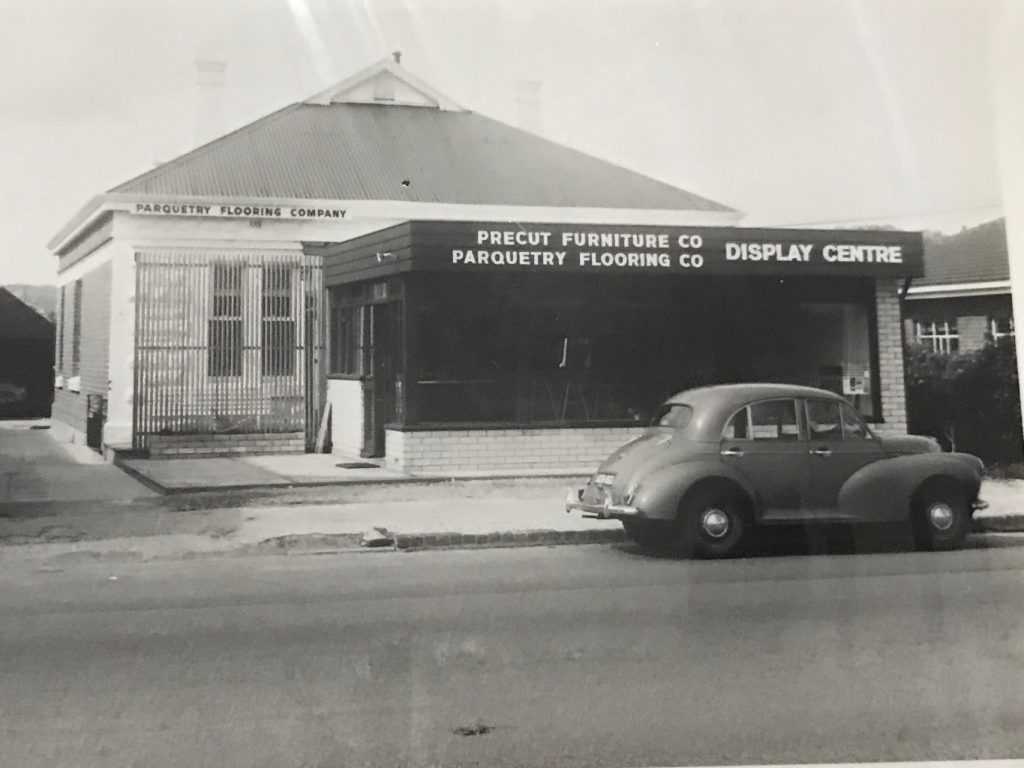 PARQUETRY FLOORING COMPANY
PRECUT FURNITURE CO
PARQUETRY FLOORING CO
DISPLAY CENTRE